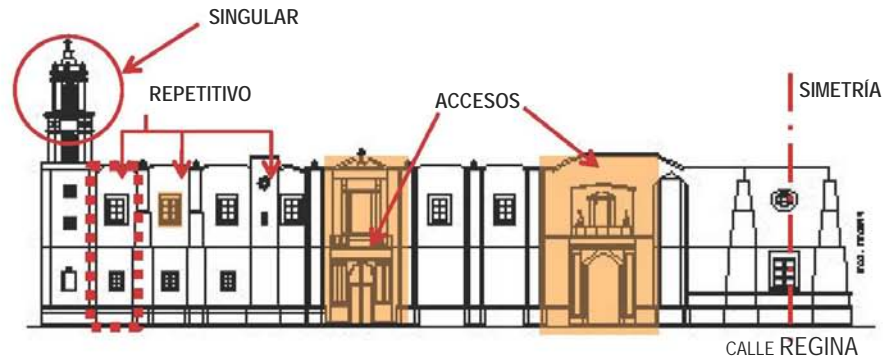 SINGULAR
REPETITIVO
ACCESOS
SIMETRÍA
CALLE REGINA